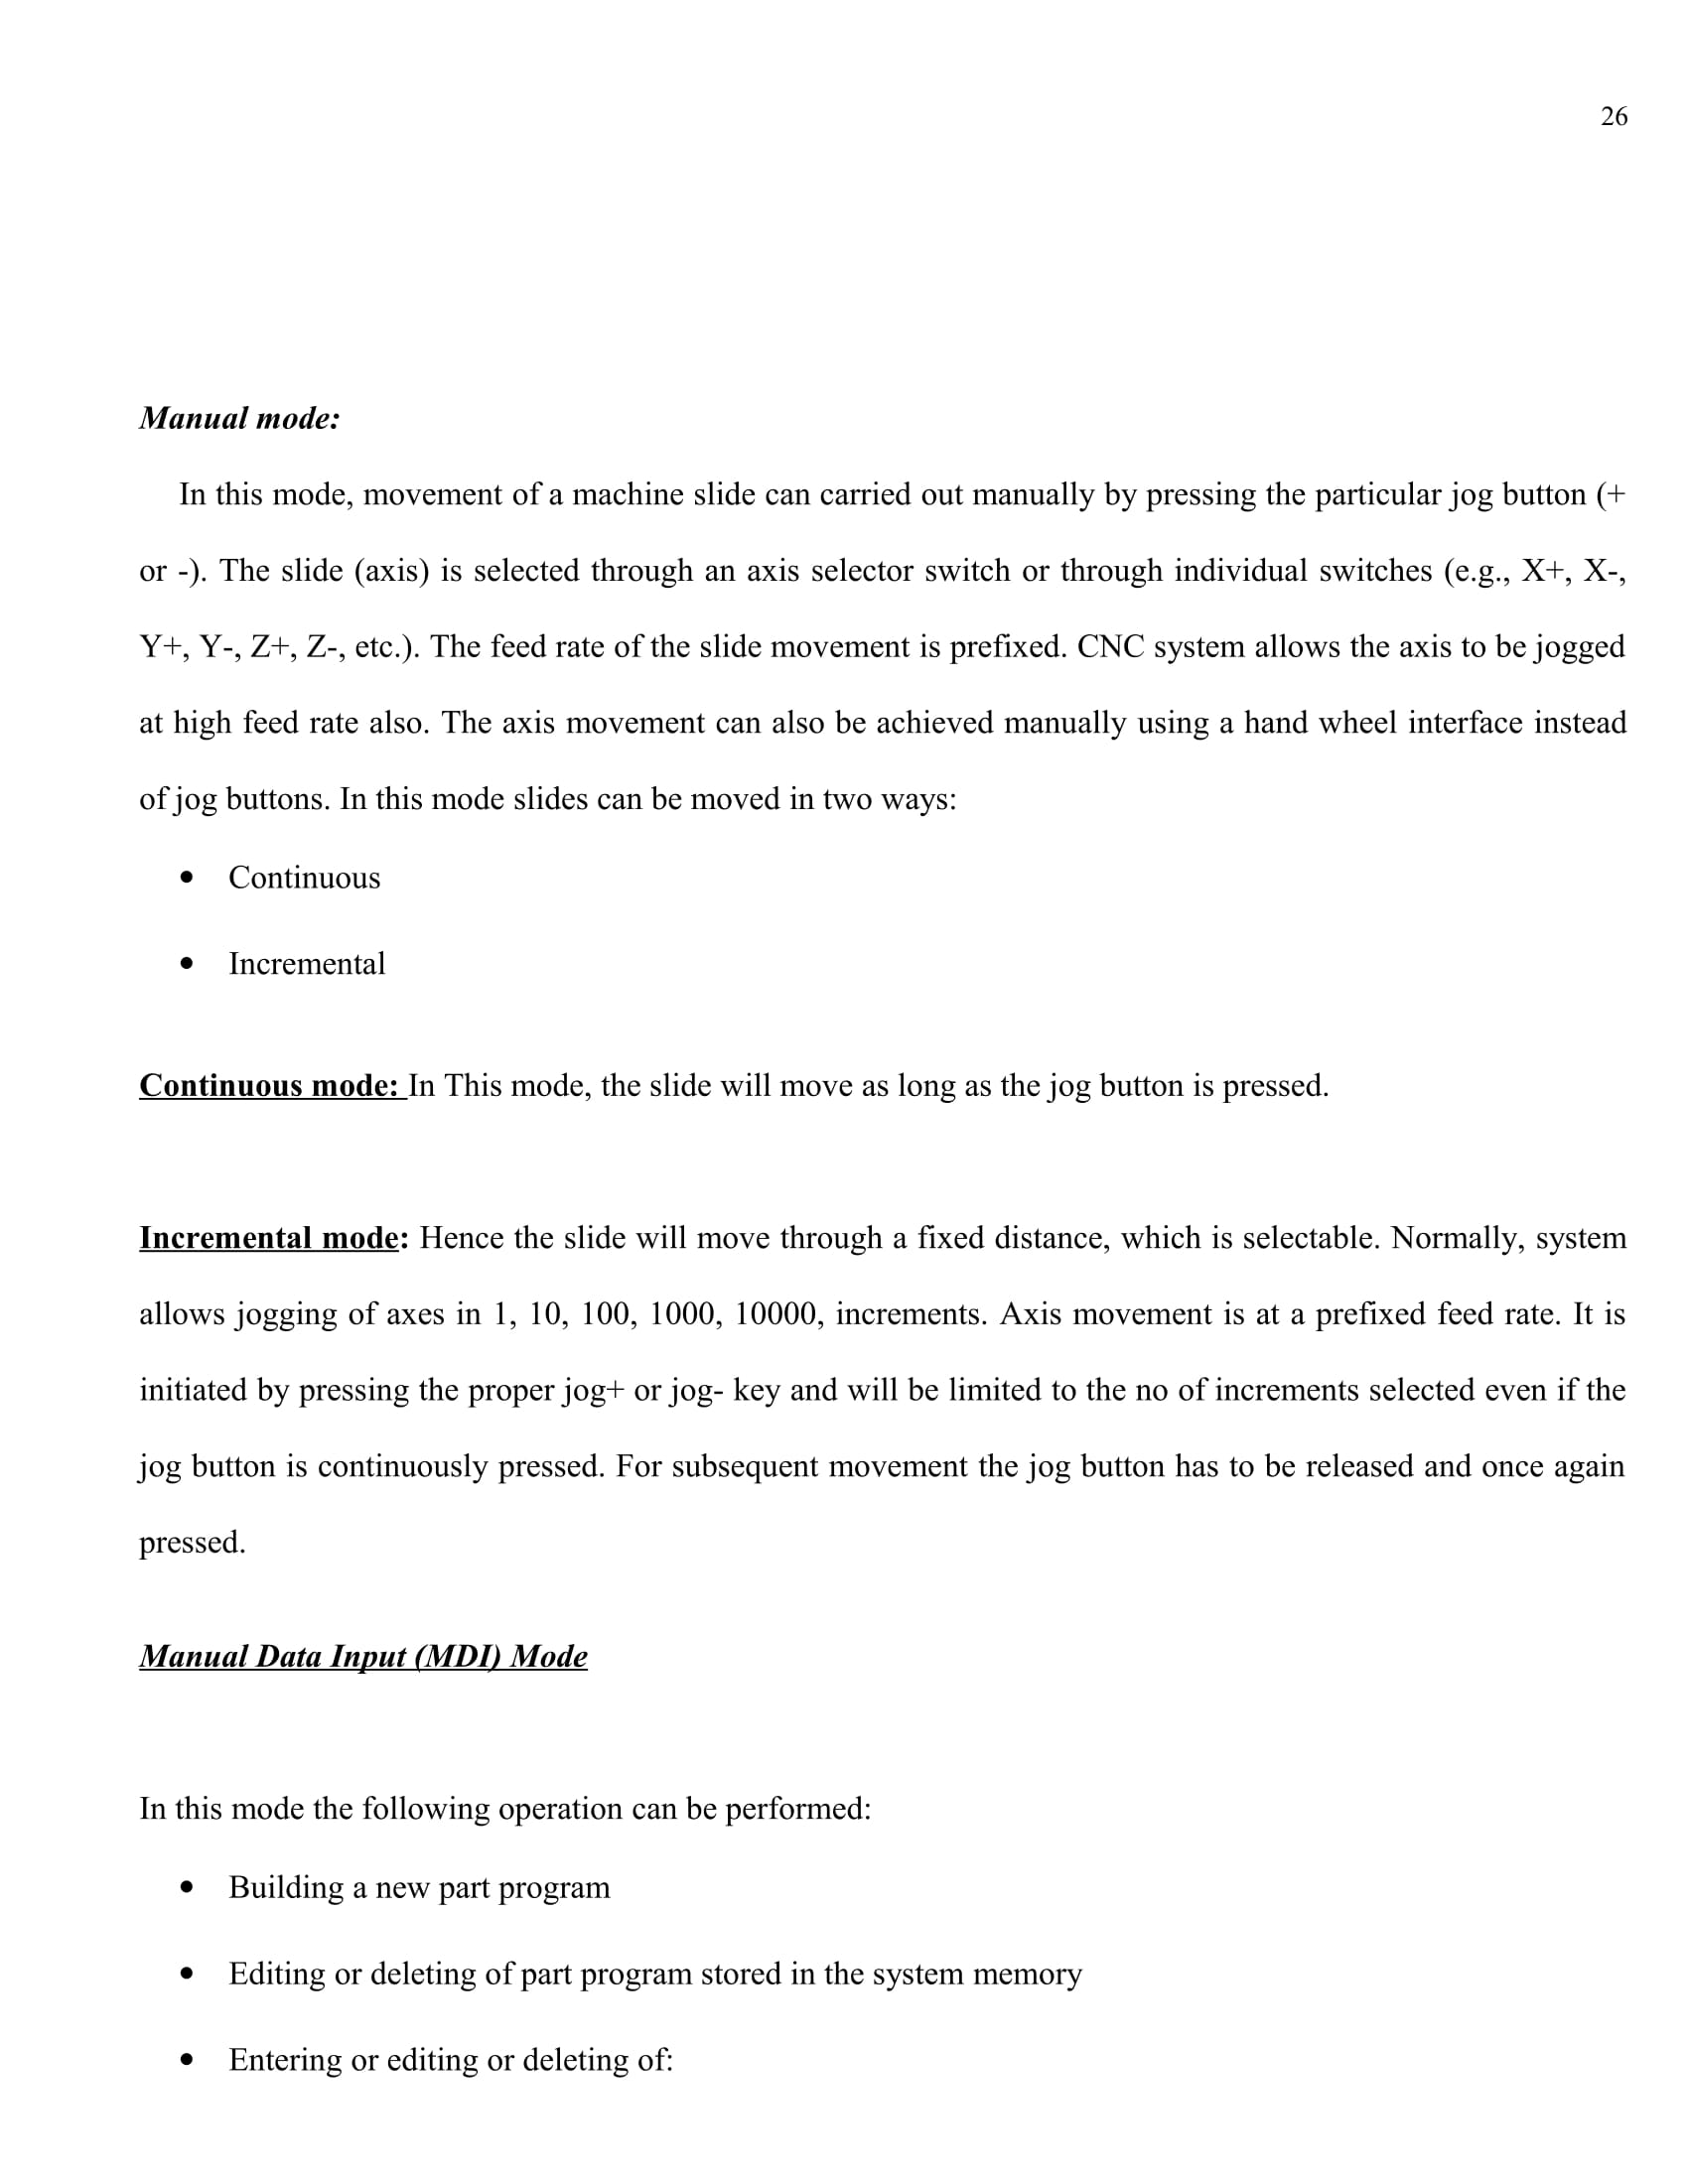 26
Manual mode:
In this mode, movement of a machine slide can carried out manually by pressing the particular jog button (+
or -). The slide (axis) is selected through an axis selector switch or through individual switches (e.g., X+, X-,
Y+, Y-, Z+, Z-, etc.). The feed rate of the slide movement is prefixed. CNC system allows the axis to be jogged
at high feed rate also. The axis movement can also be achieved manually using a hand wheel interface instead
of jog buttons. In this mode slides can be moved in two ways:
• Continuous
• Incremental
Continuous mode: In This mode, the slide will move as long as the jog button is pressed.
Incremental mode: Hence the slide will move through a fixed distance, which is selectable. Normally, system
allows jogging of axes in 1, 10, 100, 1000, 10000, increments. Axis movement is at a prefixed feed rate. It is
initiated by pressing the proper jog+ or jog- key and will be limited to the no of increments selected even if the
jog button is continuously pressed. For subsequent movement the jog button has to be released and once again
pressed.
Manual Data Input (MDI) Mode
In this mode the following operation can be performed:
• Building a new part program
• Editing or deleting of part program stored in the system memory
• Entering or editing or deleting of: